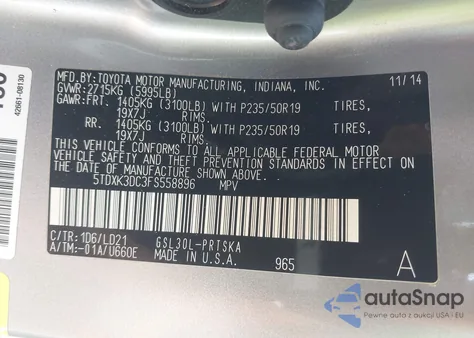 MFD. BY: TOYOTA MOTOR MANUFACTURING, INDIANA, INC.
11/14
GVWR: 2715KG (5995LB)
GAWR: FRT. 1405KG (3100LB) WITH P235/50R19 TIRES,
19X7J RIMS.
RR. 1405KG (3100LB) WITH P235/50R19 TIRES,
19X7J RIMS.
THIS VEHICLE CONFORMS TO ALL APPLICABLE FEDERAL MOTOR
VEHICLE SAFETY, BUMPER, AND THEFT PREVENTION STANDARDS IN EFFECT
ON THE DATE OF MANUFACTURE SHOWN ABOVE.
5TDXK3DC3FS558896 MPV
C/TR: 1D6/LD21 GSL30L-PRTSKA
A/TM: -01A/U660E MADE IN U.S.A. 965 A
42661-08130
autoSnap
Pewne auto z USA i EU